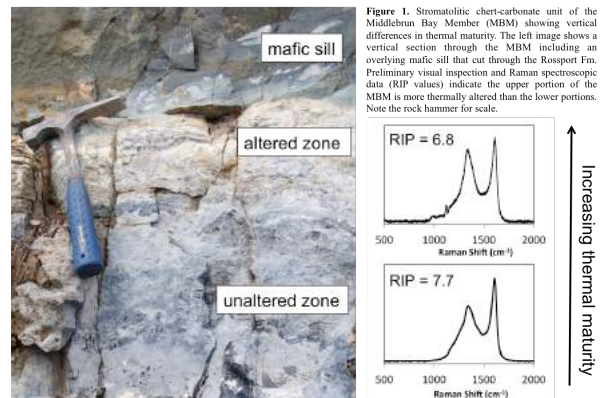 mafic sill
altered zone
unaltered zone
Figure 1. Stromatolitic chert-carbonate unit of the
Middlebrun Bay Member (MBM) showing vertical
differences in thermal maturity. The left image shows a
vertical section through the MBM including an
overlying mafic sill that cut through the Rossport Fm.
Preliminary visual inspection and Raman spectroscopic
data (RIP values) indicate the upper portion of the
MBM is more thermally altered than the lower portions.
Note the rock hammer for scale.
RIP = 6.8
500 1000 1500 2000
Raman Shift (cm⁻¹)
RIP = 7.7
500 1000 1500 2000
Raman Shift (cm⁻¹)
Increasing thermal maturity